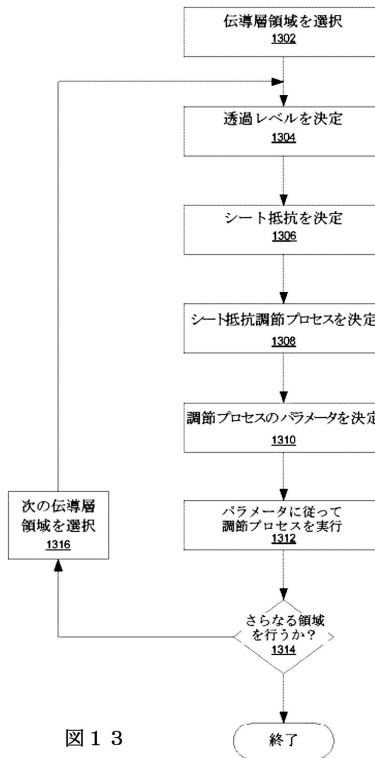 伝導層領域を選択
1302
透過レベルを決定
1304
シート抵抗を決定
1306
シート抵抗調節プロセスを決定
1308
調節プロセスのパラメータを決定
1310
次の伝導層
領域を選択
1316
パラメータに従って
調節プロセスを実行
1312
さらなる領域
を行うか？
1314
終了
図１３